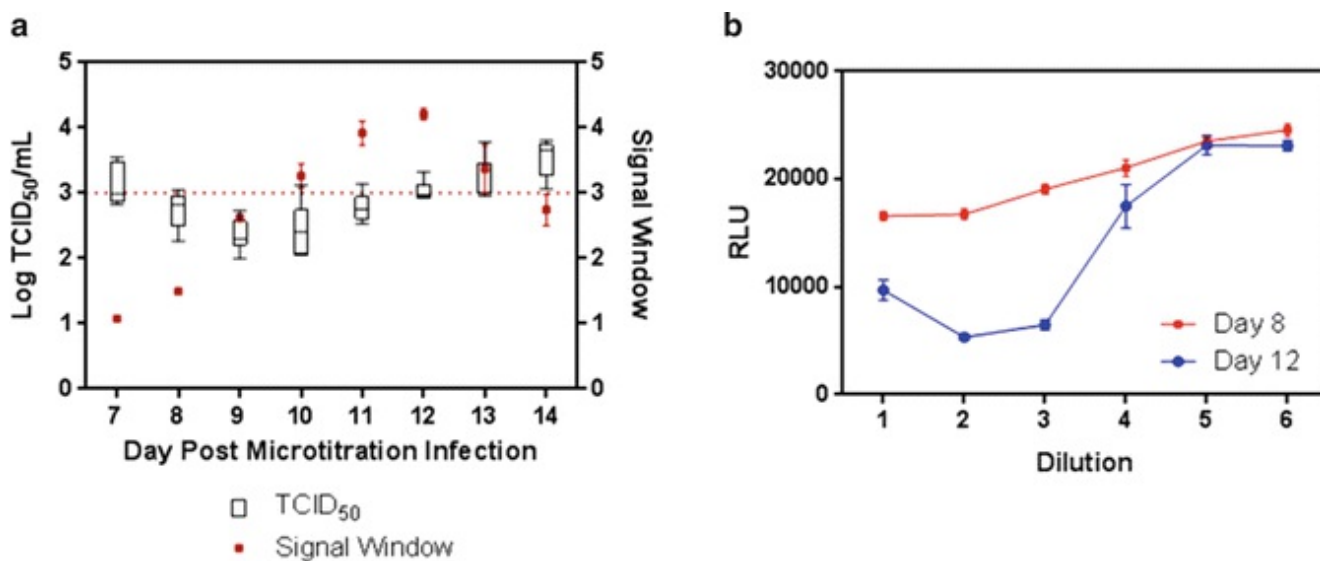 a
5
4
3
2
1
0
Log TCID50/mL
5
4
3
2
1
0
Signal Window
7 8 9 10 11 12 13 14
Day Post Microtitration Infection
TCID50
Signal Window
b
30000
20000
10000
0
RLU
1 2 3 4 5 6
Dilution
Day 8
Day 12